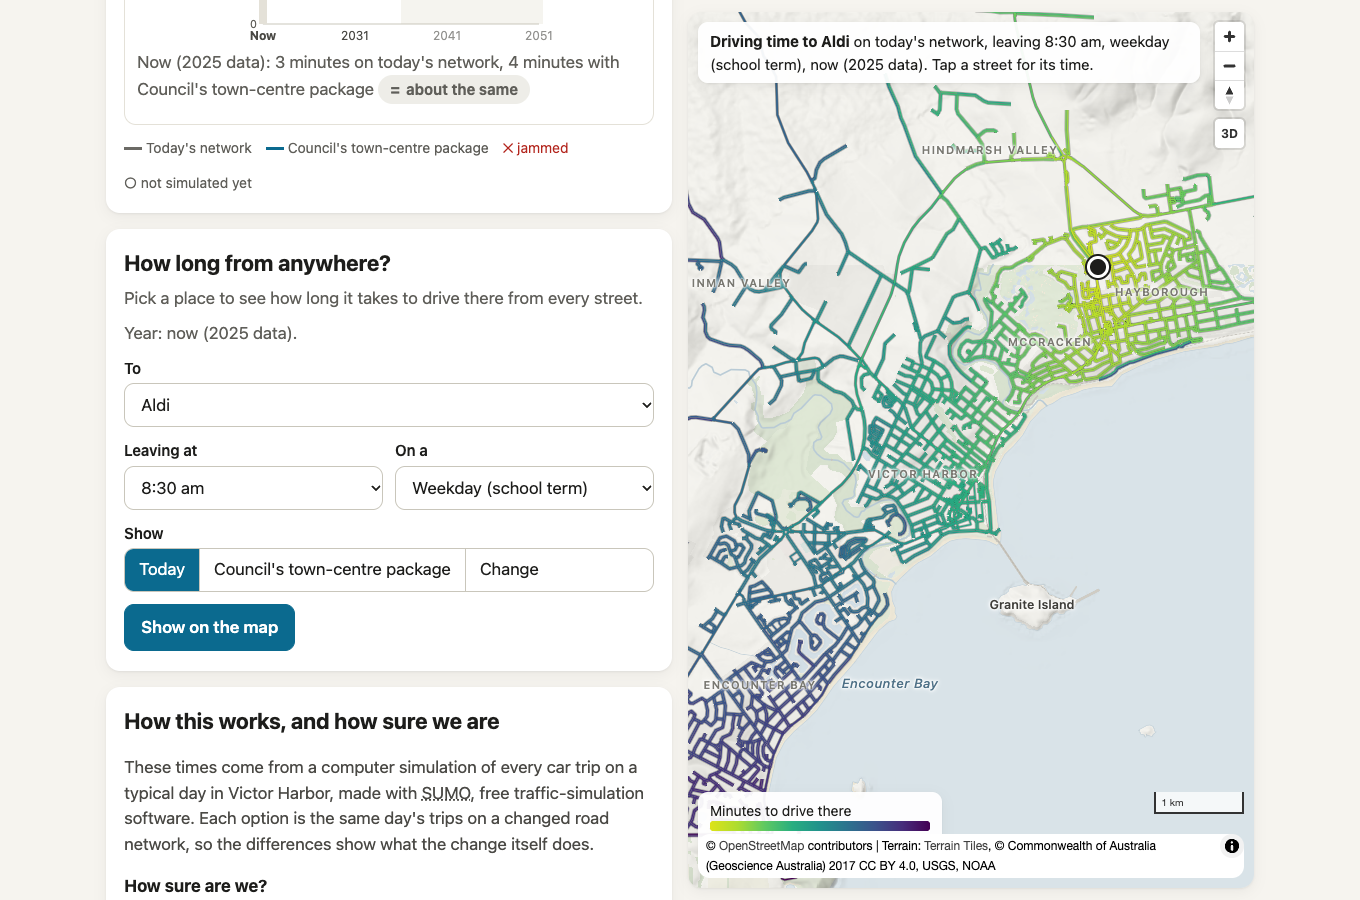 0
Now 2031 2041 2051
Now (2025 data): 3 minutes on today's network, 4 minutes with
Council's town-centre package = about the same
Today's network Council's town-centre package jammed
not simulated yet
How long from anywhere?
Pick a place to see how long it takes to drive there from every street.
Year: now (2025 data).
To
Aldi
Leaving at On a
8:30 am Weekday (school term)
Show
Today Council's town-centre package Change
Show on the map
How this works, and how sure we are
These times come from a computer simulation of every car trip on a
typical day in Victor Harbor, made with SUMO, free traffic-simulation
software. Each option is the same day's trips on a changed road
network, so the differences show what the change itself does.
How sure are we?
Driving time to Aldi on today's network, leaving 8:30 am, weekday
(school term), now (2025 data). Tap a street for its time.
3D
HINDMARSH VALLEY
INMAN VALLEY
HAYBOROUGH
MCCRACKEN
VICTOR HARBOR
Granite Island
ENCOUNTER BAY
Encounter Bay
Minutes to drive there
1 km
© OpenStreetMap contributors | Terrain: Terrain Tiles, © Commonwealth of Australia
(Geoscience Australia) 2017 CC BY 4.0, USGS, NOAA